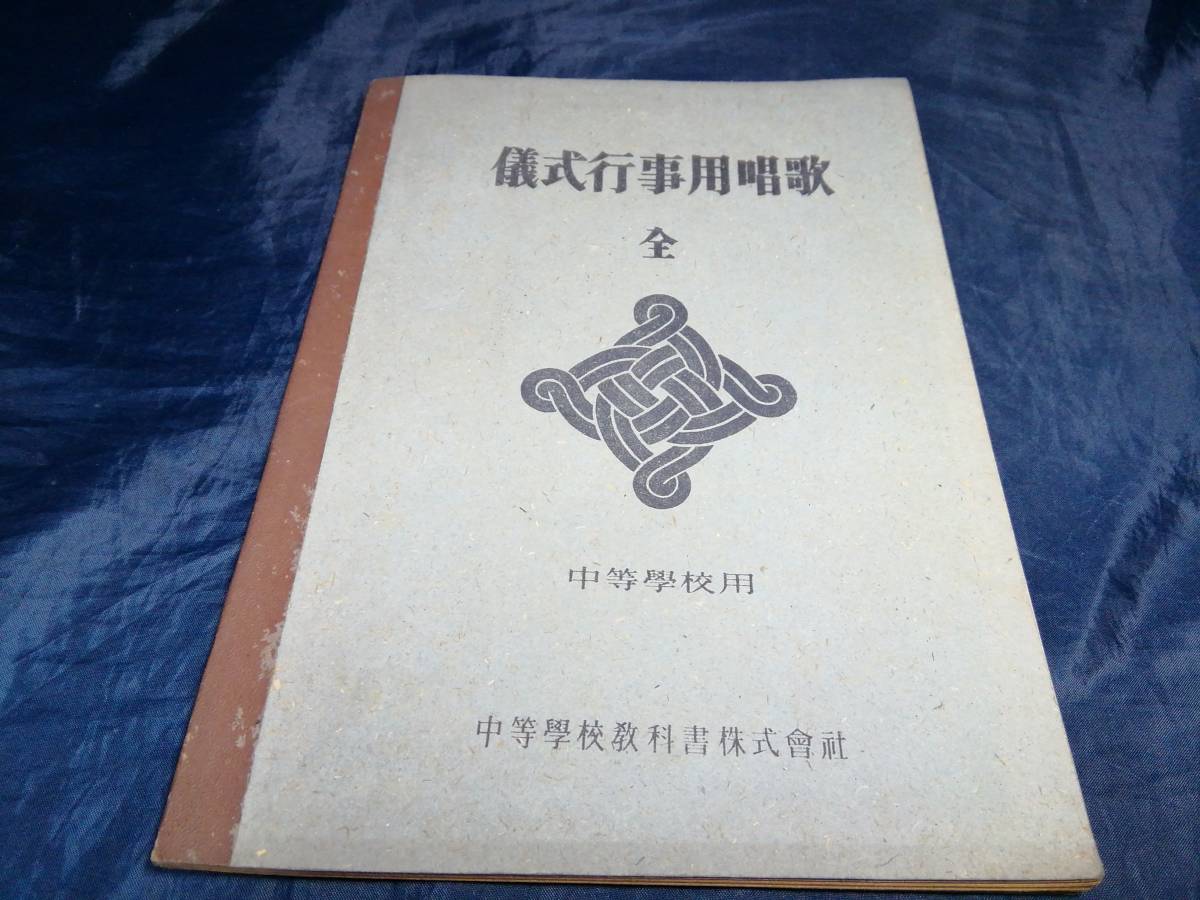 儀式行事用唱歌
全
中等學校用
中等學校敎科書株式會社